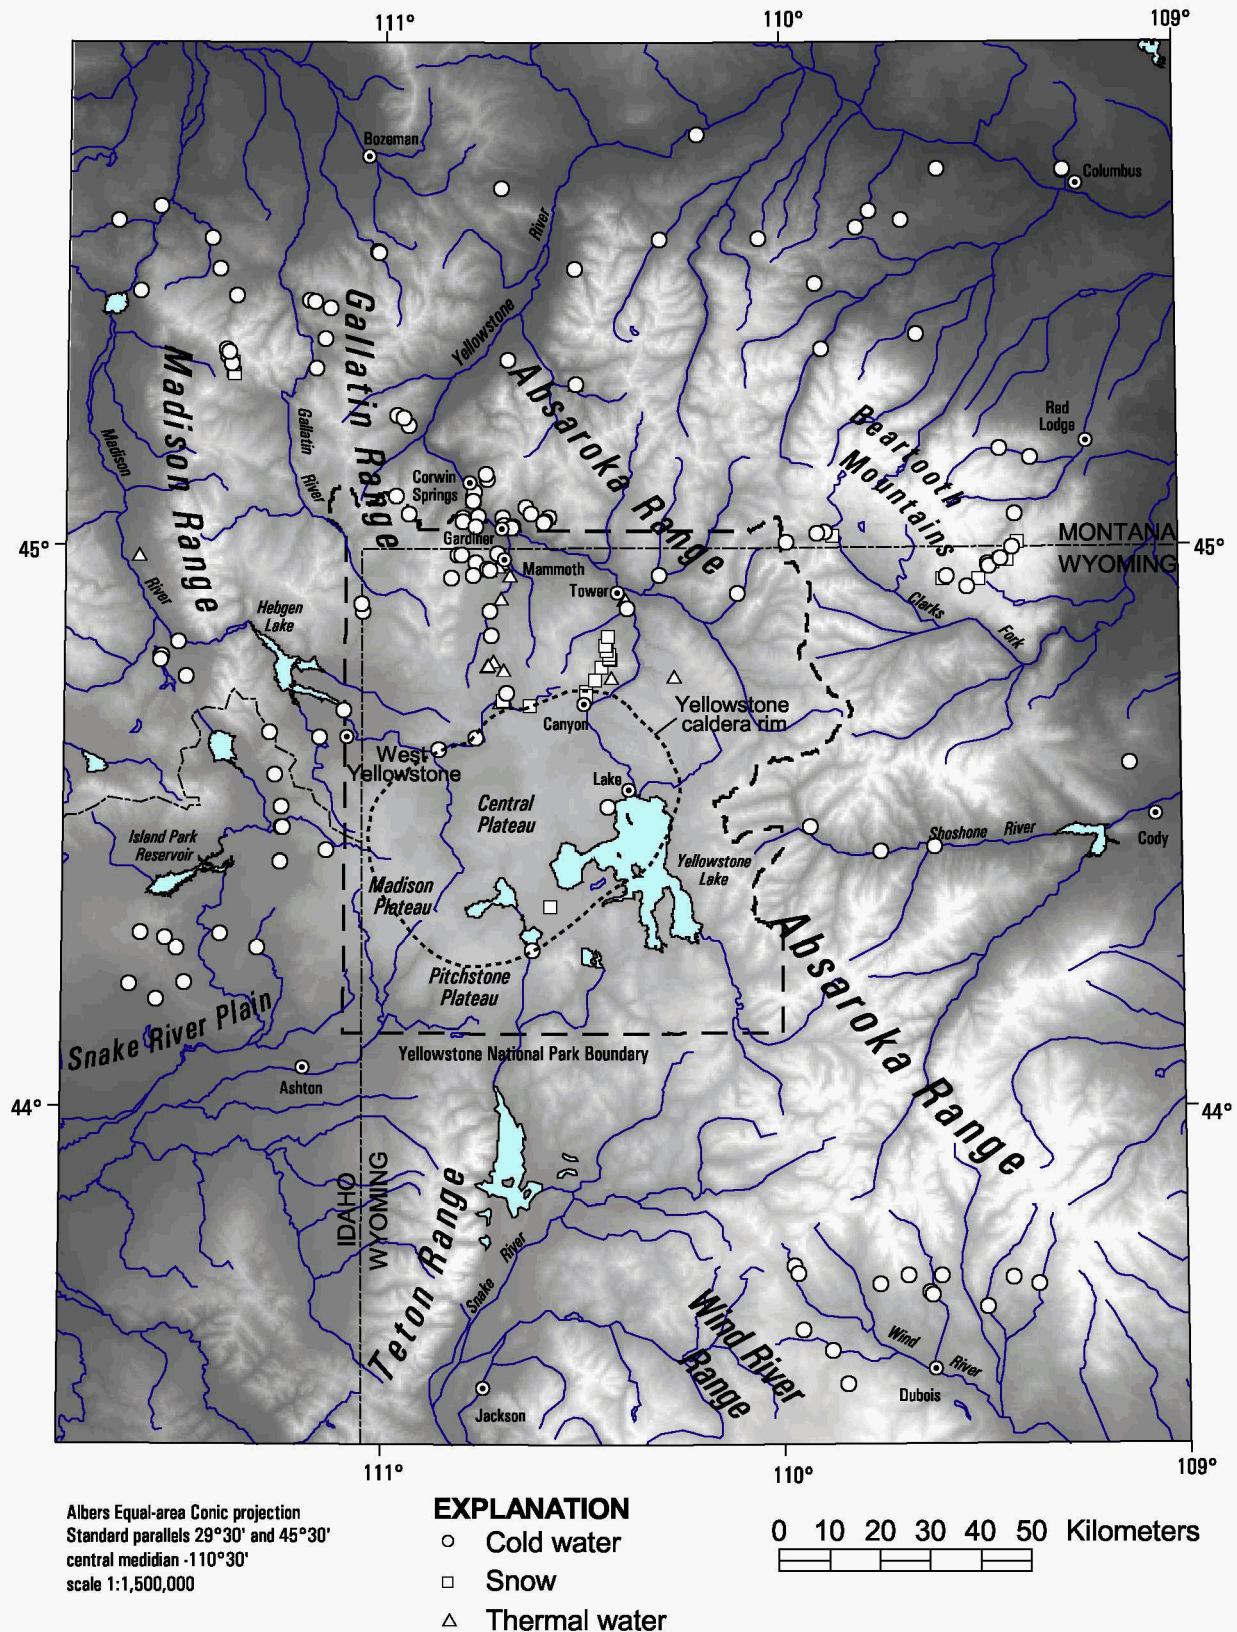 111°
110°
109°
Bozeman
Columbus
River
Yellowstone
Gallatin Range
Madison Range
Absaroka Range
Beartooth
Mountains
Red
Lodge
Gallatin
River
Madison
River
Corwin
Springs
Gardiner
Mammoth
Tower
45°
45°
MONTANA
WYOMING
Clarks
Fork
Hebgen
Lake
Canyon
Yellowstone
caldera rim
West
Yellowstone
Lake
Central
Plateau
Island Park
Reservoir
Shoshone River
Cody
Yellowstone
Lake
Madison
Plateau
Absaroka Range
Pitchstone
Plateau
Snake River Plain
Yellowstone National Park Boundary
Ashton
44°
44°
IDAHO
WYOMING
Teton Range
Snake
River
Wind River
Range
Wind
River
Dubois
Jackson
111°
110°
109°
Albers Equal-area Conic projection
Standard parallels 29°30' and 45°30'
central medidian -110°30'
scale 1:1,500,000
EXPLANATION
Cold water
Snow
Thermal water
0 10 20 30 40 50 Kilometers